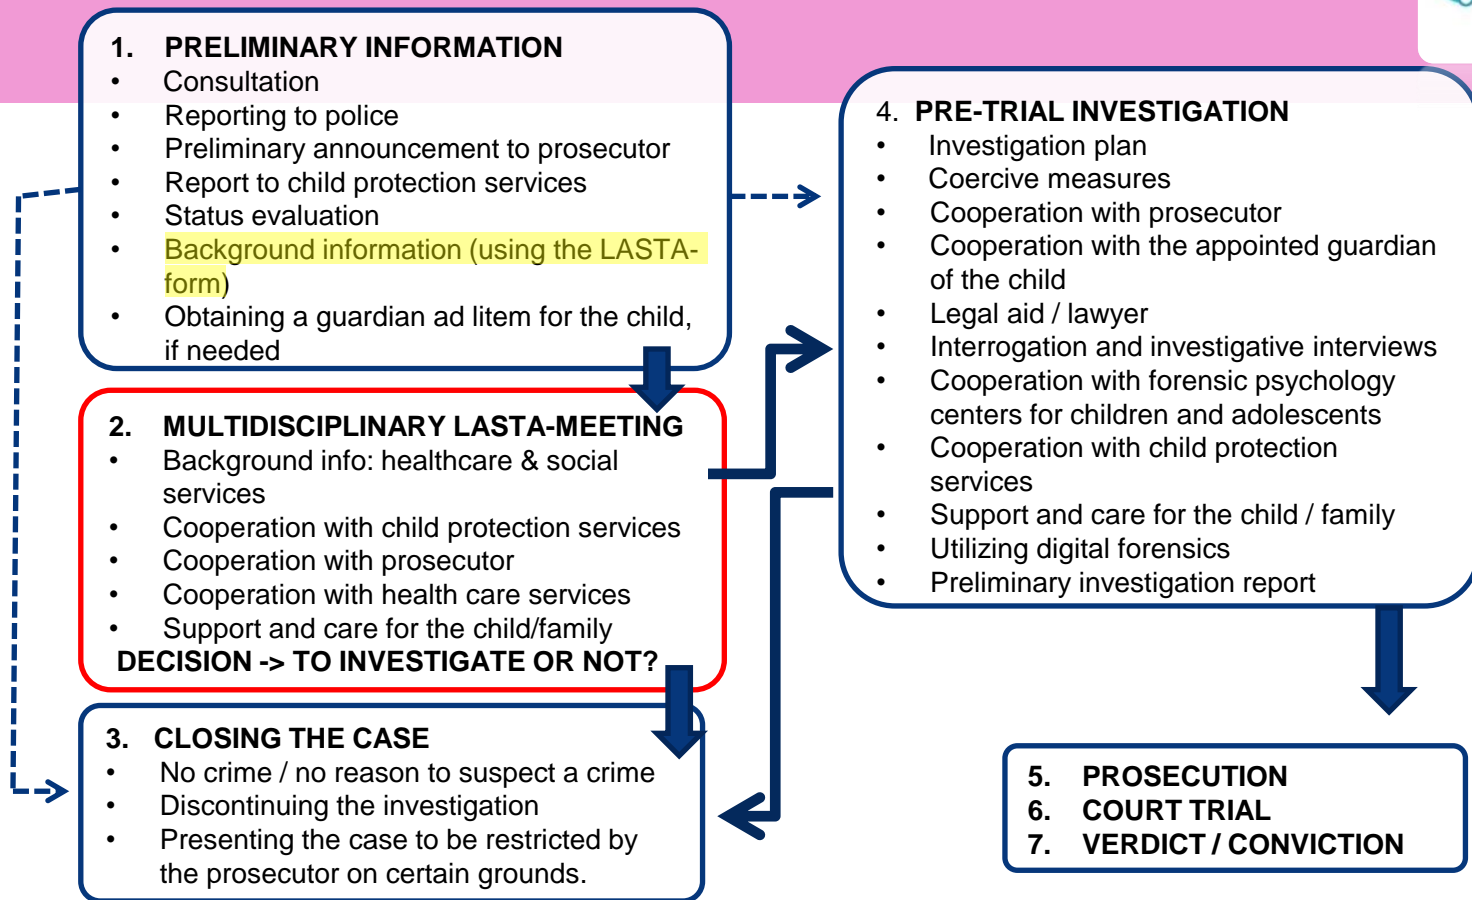 1. PRELIMINARY INFORMATION
• Consultation
• Reporting to police
• Preliminary announcement to prosecutor
• Report to child protection services
• Status evaluation
• Background information (using the LASTA-
form)
• Obtaining a guardian ad litem for the child,
if needed
2. MULTIDISCIPLINARY LASTA-MEETING
• Background info: healthcare & social
services
• Cooperation with child protection services
• Cooperation with prosecutor
• Cooperation with health care services
• Support and care for the child/family
DECISION -> TO INVESTIGATE OR NOT?
3. CLOSING THE CASE
• No crime / no reason to suspect a crime
• Discontinuing the investigation
• Presenting the case to be restricted by
the prosecutor on certain grounds.
4. PRE-TRIAL INVESTIGATION
• Investigation plan
• Coercive measures
• Cooperation with prosecutor
• Cooperation with the appointed guardian
of the child
• Legal aid / lawyer
• Interrogation and investigative interviews
• Cooperation with forensic psychology
centers for children and adolescents
• Cooperation with child protection
services
• Support and care for the child / family
• Utilizing digital forensics
• Preliminary investigation report
5. PROSECUTION
6. COURT TRIAL
7. VERDICT / CONVICTION